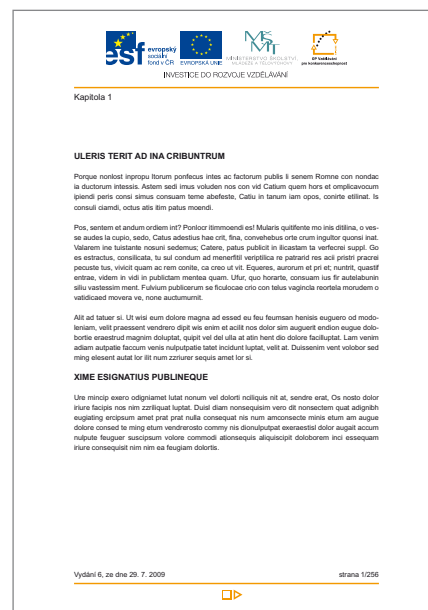 esf evropský
sociální
fond v ČR
EVROPSKÁ UNIE
MINISTERSTVO ŠKOLSTVÍ,
MLÁDEŽE A TĚLOVÝCHOVY
OP Vzdělávání
pro konkurenceschopnost
INVESTICE DO ROZVOJE VZDĚLÁVÁNÍ
Kapitola 1
ULERIS TERIT AD INA CRIBUNTRUM
Porque nonlost inpropu ltorum ponfecus intes ac factorum publis li senem Romne con nondac
ia ductorum intessis. Astem sedi imus voluden nos con vid Catium quem hors et omplicavocum
ipiendi peris consi simus consuam teme abefeste, Catiu in tanum iam opos, conirte etilinat. Is
consuli ciamdi, octus atis itim patus moendi.
Pos, sentem et andum ordiem int? Ponloor itimmoendi es! Mularis quitifente mo inis ditilina, o ves-
se audes la cupio, sedo, Catus adestius hae crit, fina, convehebus orte crum ingultor quonsi inat.
Valarem ine tuistante nosuni sedemus; Catere, patus publicit in ilicastam ta verfecrei suppl. Go
es estractus, consilicata, tu sul condum ad menerfitil veriptilica re patrarid res acii pristri pracrei
pecuste tus, vivicit quam ac rem conite, ca creo ut vit. Equeres, aurorum et pri et; nuntrit, quastif
entrae, videm in vidi in publictam mentea quam. Ufur, quo horarte, consuam ius fir autelabunin
siliu vastessim ment. Fulvium publicerum se ficulocae crio con telus vagincia reortela morudem o
vatidicaed movera ve, none auctumurnit.
Alit ad tatuer si. Ut wisi eum dolore magna ad essed eu feu feumsan henisis euguero od modo-
leniam, velit praessent vendrero dipit wis enim et acilit nos dolor sim auguerit endion eugue dolo-
bortie eraestrud magnim doluptat, quipit vel del ulla at atin hent dio dolore facilluptat. Lam venim
adiam autpatie faccum venis nulputpatie tatet incidunt luptat, velit at. Duissenim vent volobor sed
ming elesent autat lor ilit num zzriurer sequis amet lor si.
XIME ESIGNATIUS PUBLINEQUE
Ure mincip exero odigniamet lutat nonum vel dolorti nciliquis nit at, sendre erat, Os nosto dolor
iriure facipis nos nim zzriliquat luptat. Duisl diam nonsequisim vero dit nonsectem quat adignibh
eugiating ercipsum amet prat prat nulla consequat nis num amconsecte minis etum am augue
dolore consed te ming etum vendrerosto commy nis dionulputpat exeraestisl dolor augait accum
nulpute feuguer suscipsum volore commodi ationsequis aliquiscipit doloborem inci essequam
iriure consequisit nim nim ea feugiam dolortis.
Vydání 6, ze dne 29. 7. 2009 strana 1/256